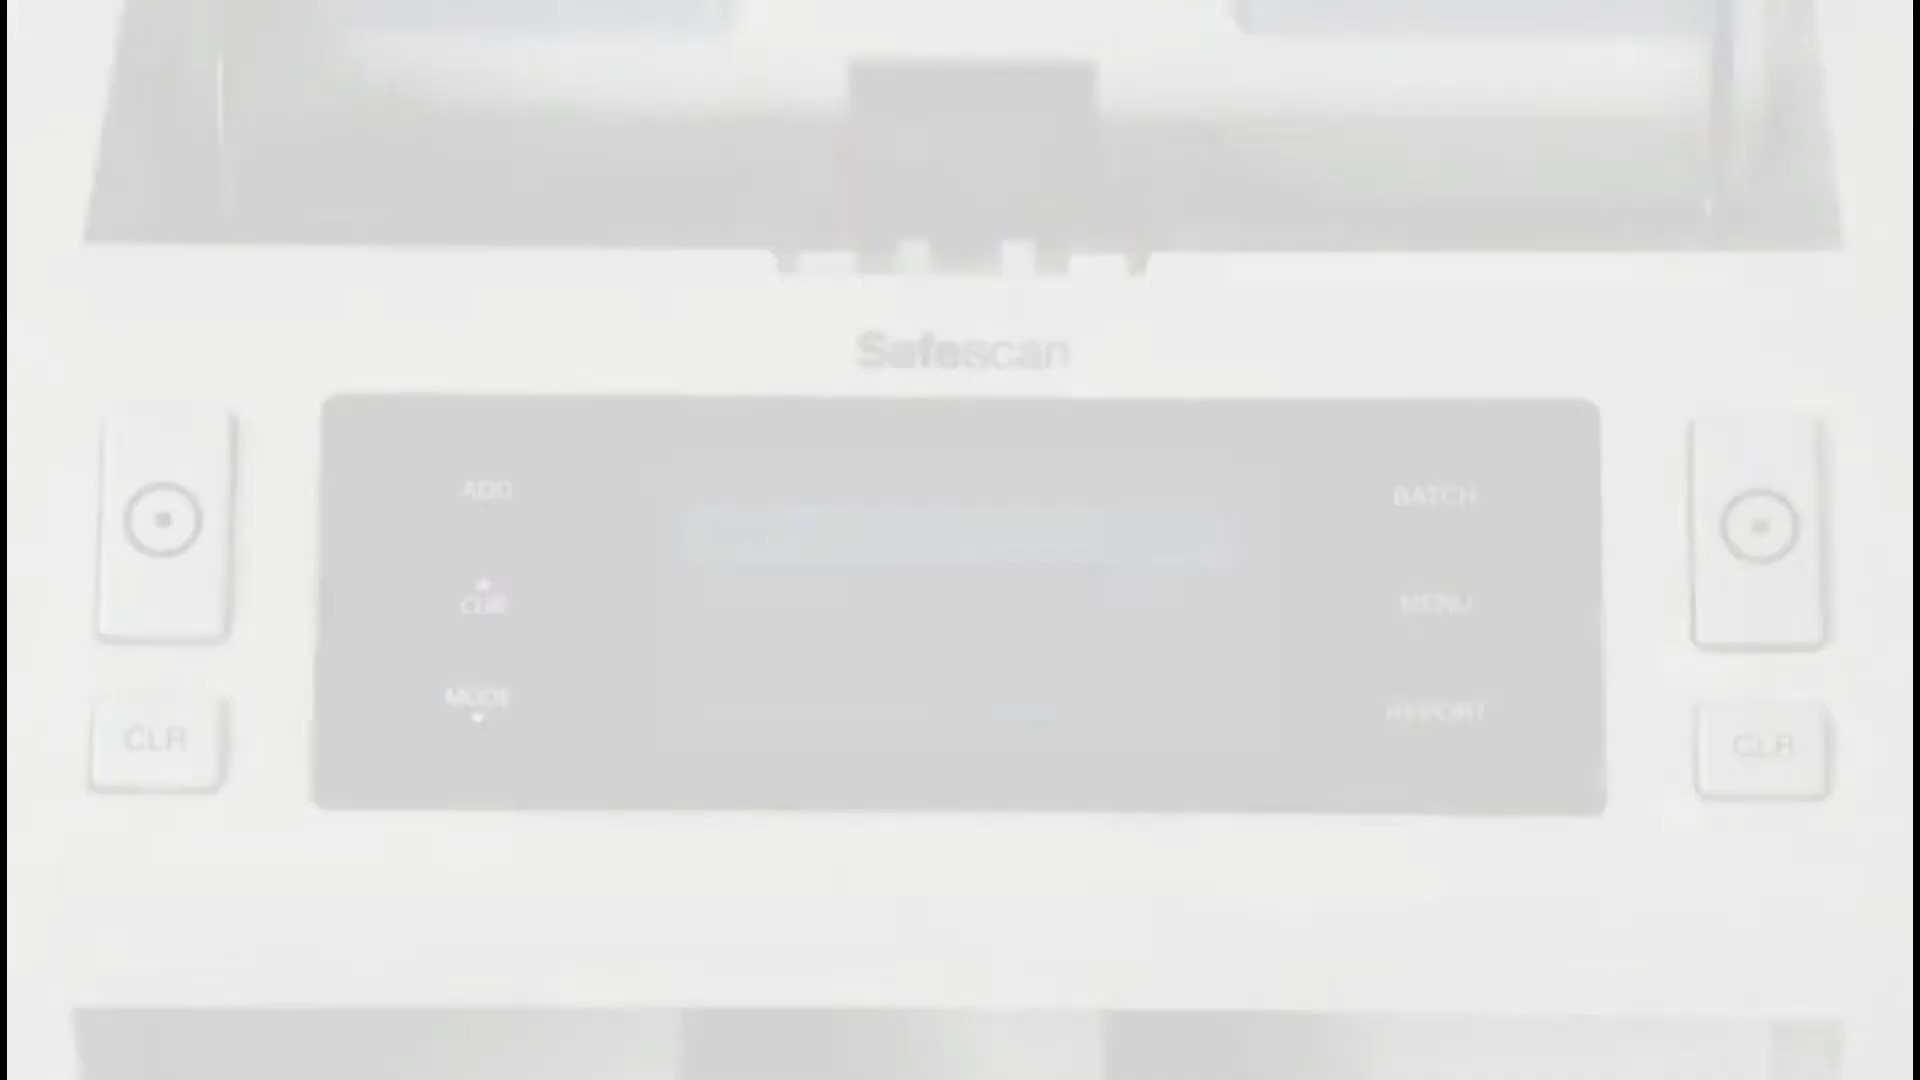 Safescan
ADD
BATCH
CUR
MENU
MODE
REPORT
CLR
CLR